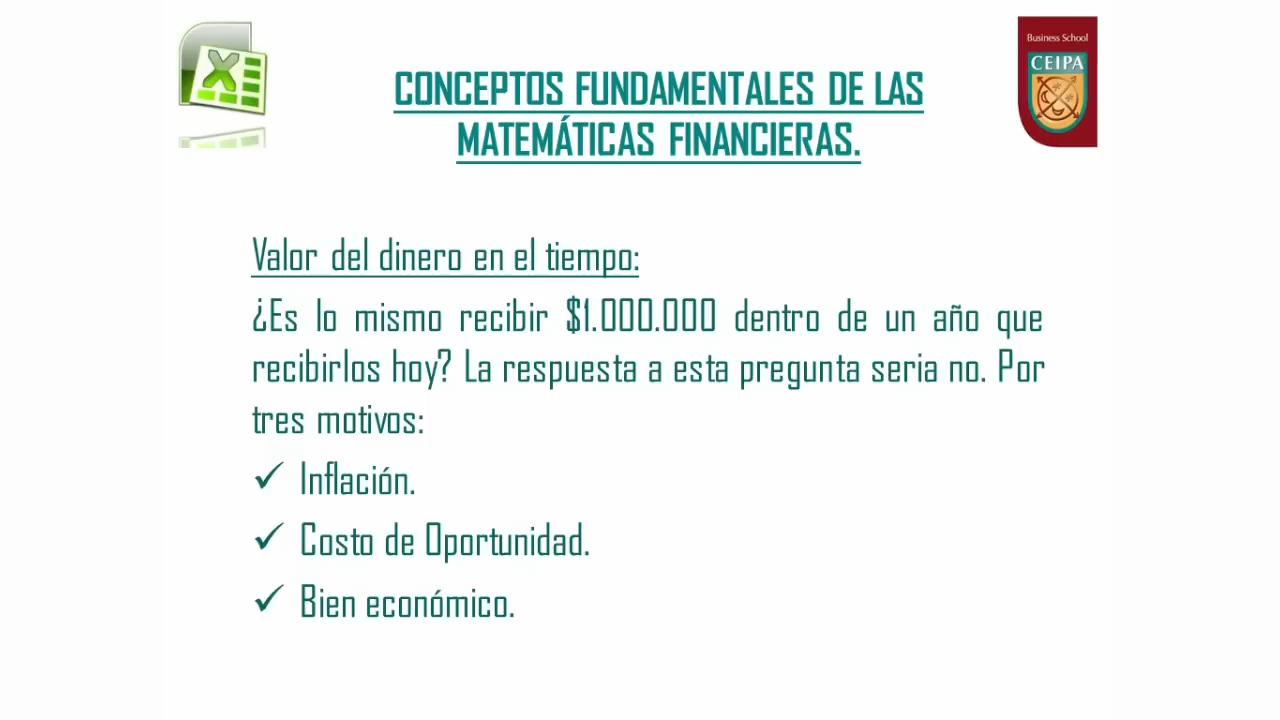 Business School
CEIPA
CONCEPTOS FUNDAMENTALES DE LAS
MATEMÁTICAS FINANCIERAS.
Valor del dinero en el tiempo:
¿Es lo mismo recibir $1.000.000 dentro de un año que
recibirlos hoy? La respuesta a esta pregunta seria no. Por
tres motivos:
✓ Inflación.
✓ Costo de Oportunidad.
✓ Bien económico.